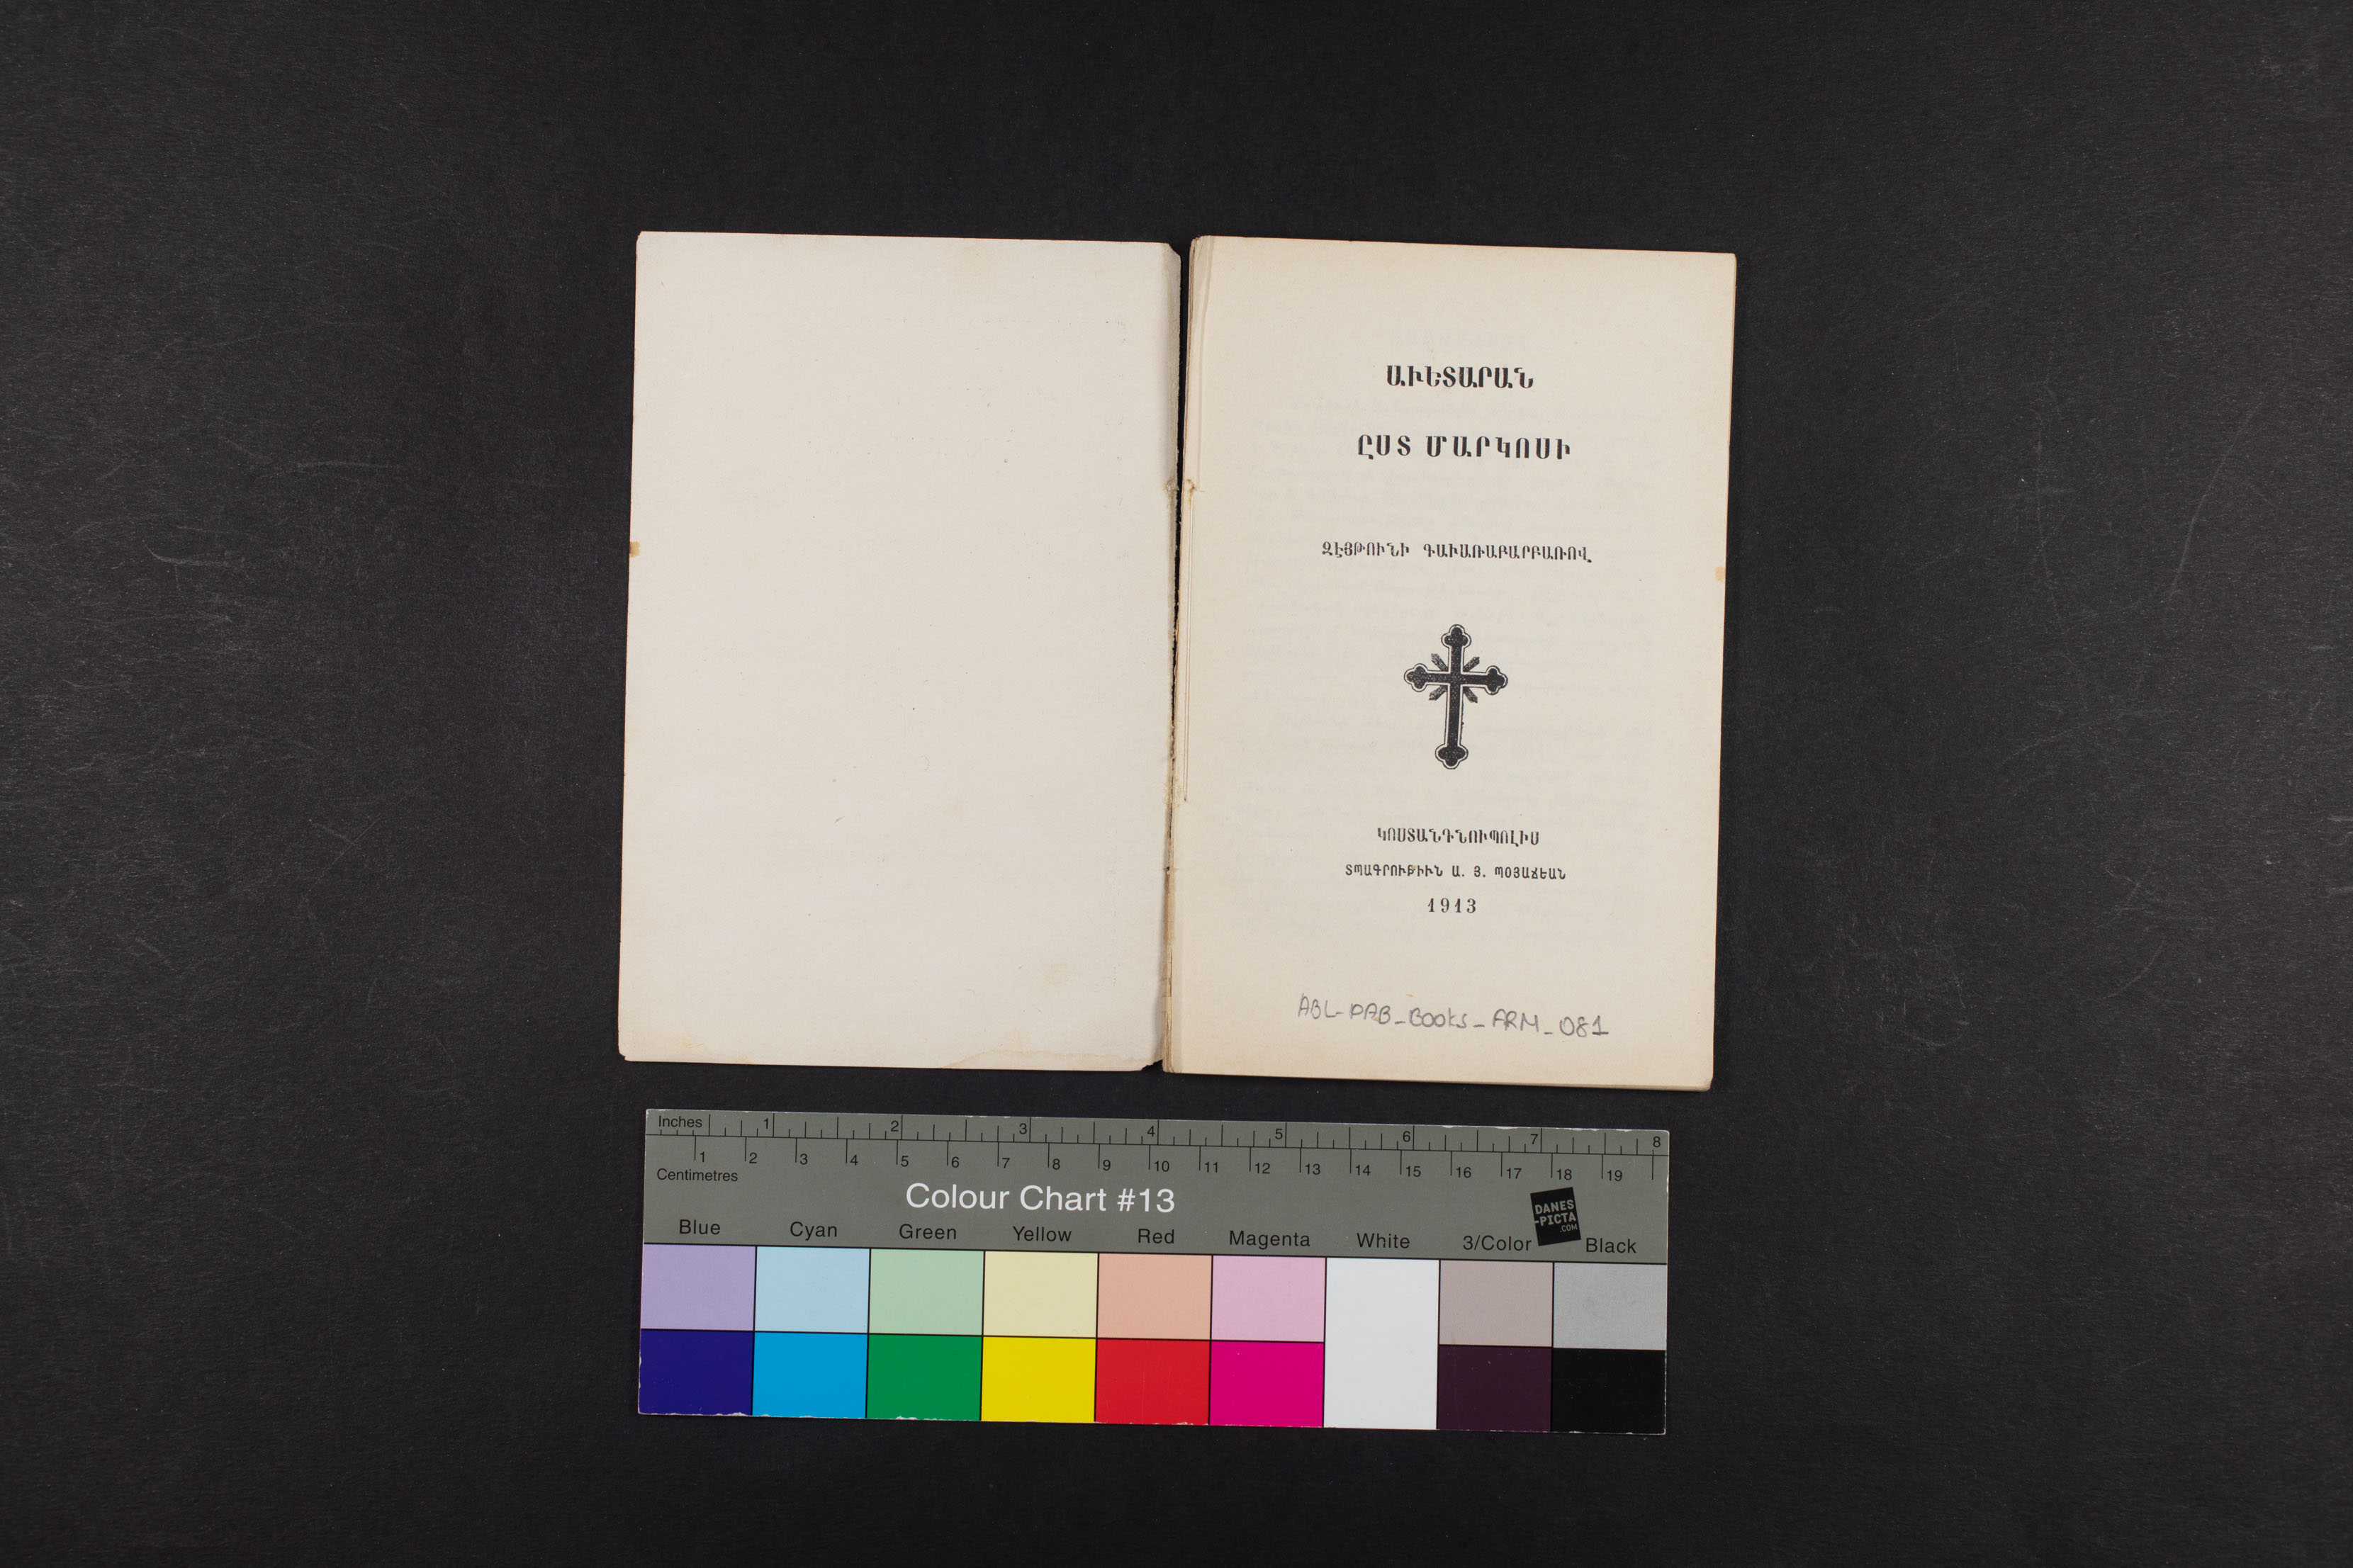 ԱՒԵՏԱՐԱՆ
ԸՍՏ ՄԱՐԿՈՍԻ
ԶԷՅԹՈՒՆԻ ԳԱՒԱՌԱԲԱՐԲԱՌՈՎ
ԿՈՍՏԱՆԴՆՈՒՊՈԼԻՍ
ՏՊԱԳՐՈՒԹԻՒՆ Ա. Յ. ՊՕՅԱՃԵԱՆ
1913
ABL-PAB_Books_ARM_081
Inches 1 2 3 4 5 6 7 8
1 2 3 4 5 6 7 8 9 10 11 12 13 14 15 16 17 18 19
Centimetres
Colour Chart #13
DANES
-PICTA
.COM
Blue Cyan Green Yellow Red Magenta White 3/Color Black